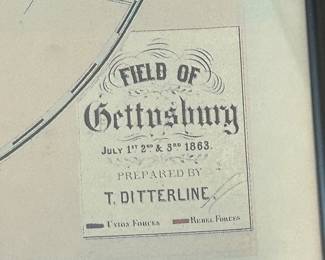 FIELD OF
Gettysburg
JULY 1ST 2ND & 3RD 1863.
PREPARED BY
T. DITTERLINE.
UNION FORCES REBEL FORCES